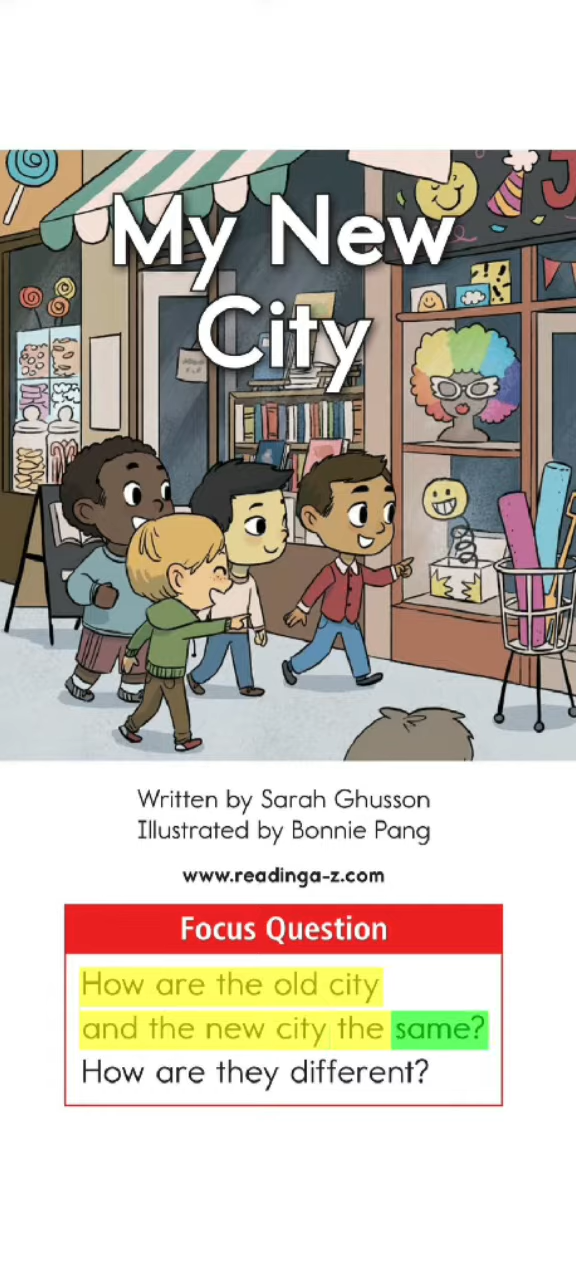 My New
City
Written by Sarah Ghusson
Illustrated by Bonnie Pang
www.readinga-z.com
Focus Question
How are the old city
and the new city the same?
How are they different?